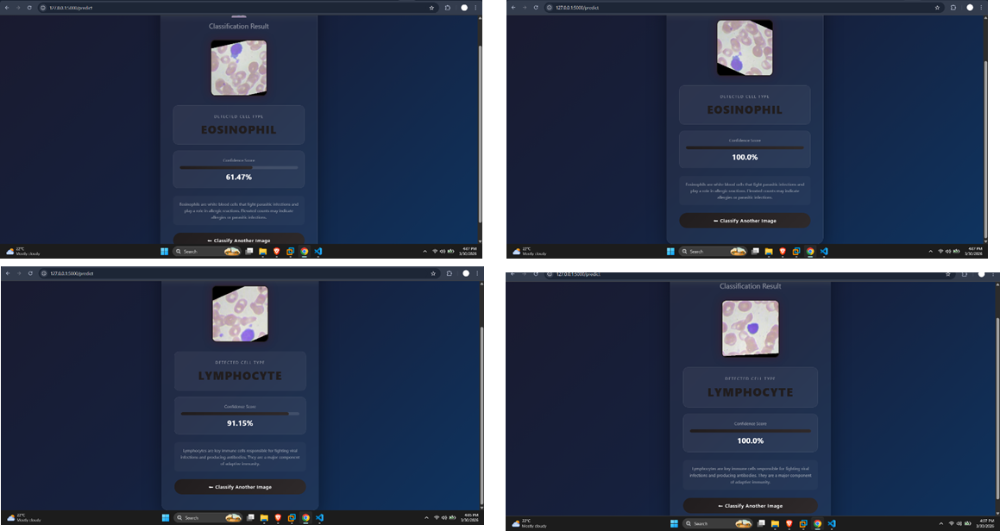 127.0.0.1:5000/predict
Classification Result
DETECTED CELL TYPE
EOSINOPHIL
Confidence Score
61.47%
Eosinophils are white blood cells that fight parasitic infections and
play a role in allergic reactions. Elevated counts may indicate
allergies or parasitic infections.
← Classify Another Image
22°C
Mostly cloudy
Search
4:07 PM
3/30/2026
127.0.0.1:5000/predict
DETECTED CELL TYPE
EOSINOPHIL
Confidence Score
100.0%
Eosinophils are white blood cells that fight parasitic infections and
play a role in allergic reactions. Elevated counts may indicate
allergies or parasitic infections.
← Classify Another Image
22°C
Mostly cloudy
Search
4:07 PM
3/30/2026
127.0.0.1:5000/predict
DETECTED CELL TYPE
LYMPHOCYTE
Confidence Score
91.15%
Lymphocytes are key immune cells responsible for fighting viral
infections and producing antibodies. They are a major component
of adaptive immunity.
← Classify Another Image
22°C
Mostly cloudy
Search
3/30/2026
127.0.0.1:5000/predict
Classification Result
DETECTED CELL TYPE
LYMPHOCYTE
Confidence Score
100.0%
Lymphocytes are key immune cells responsible for fighting viral
infections and producing antibodies. They are a major component
of adaptive immunity.
← Classify Another Image
22°C
Mostly cloudy
Search
4:07 PM
3/30/2026